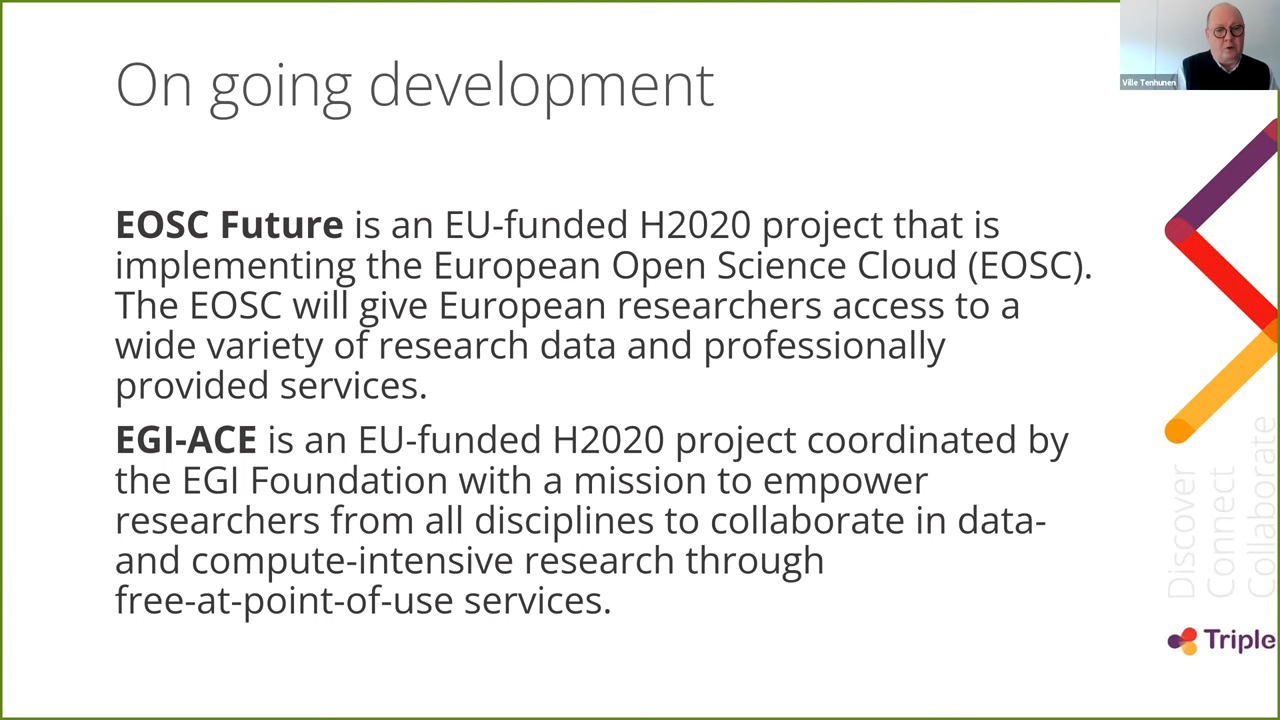 On going development
Ville Tenhunen
EOSC Future is an EU-funded H2020 project that is
implementing the European Open Science Cloud (EOSC).
The EOSC will give European researchers access to a
wide variety of research data and professionally
provided services.
EGI-ACE is an EU-funded H2020 project coordinated by
the EGI Foundation with a mission to empower
researchers from all disciplines to collaborate in data-
and compute-intensive research through
free-at-point-of-use services.
Discover
Connect
Collaborate
Triple